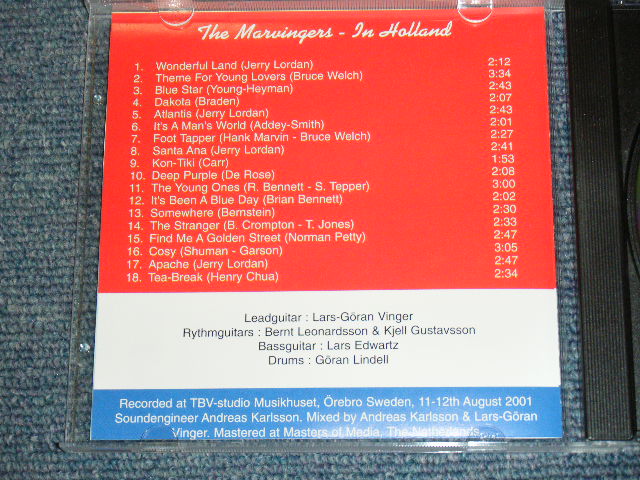 The Marvingers - In Holland
1. Wonderful Land (Jerry Lordan) 2:12
2. Theme For Young Lovers (Bruce Welch) 3:34
3. Blue Star (Young-Heyman) 2:43
4. Dakota (Braden) 2:07
5. Atlantis (Jerry Lordan) 2:43
6. It's A Man's World (Addey-Smith) 2:01
7. Foot Tapper (Hank Marvin - Bruce Welch) 2:27
8. Santa Ana (Jerry Lordan) 2:41
9. Kon-Tiki (Carr) 1:53
10. Deep Purple (De Rose) 2:08
11. The Young Ones (R. Bennett - S. Tepper) 3:00
12. It's Been A Blue Day (Brian Bennett) 2:02
13. Somewhere (Bernstein) 2:30
14. The Stranger (B. Crompton - T. Jones) 2:33
15. Find Me A Golden Street (Norman Petty) 2:47
16. Cosy (Shuman - Garson) 3:05
17. Apache (Jerry Lordan) 2:47
18. Tea-Break (Henry Chua) 2:34
Leadguitar : Lars-Göran Vinger
Rythmguitars : Bernt Leonardsson & Kjell Gustavsson
Bassguitar : Lars Edwartz
Drums : Göran Lindell
Recorded at TBV-studio Musikhuset, Örebro Sweden, 11-12th August 2001
Soundengineer Andreas Karlsson. Mixed by Andreas Karlsson & Lars-Göran
Vinger. Mastered at Masters of Media, The Netherlands